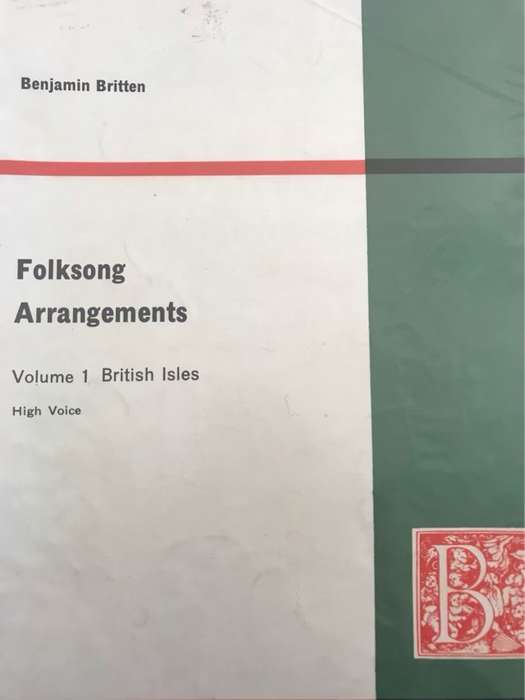 Benjamin Britten
Folksong
Arrangements
Volume 1 British Isles
High Voice
B